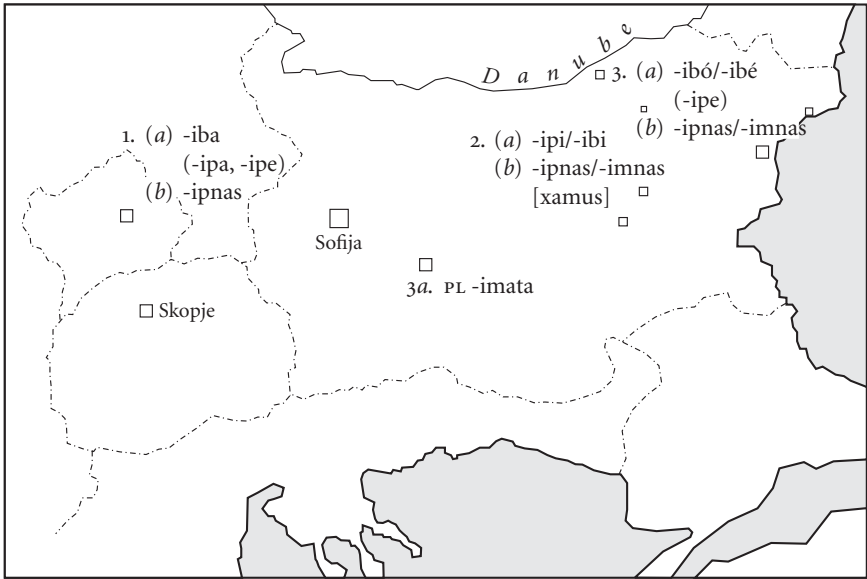 Danube
3. (a) -ibó/-ibé
(-ipe)
(b) -ipnas/-imnas
1. (a) -iba
(-ipa, -ipe)
(b) -ipnas
2. (a) -ipi/-ibi
(b) -ipnas/-imnas
[xamus]
Sofija
3a. PL -imata
Skopje